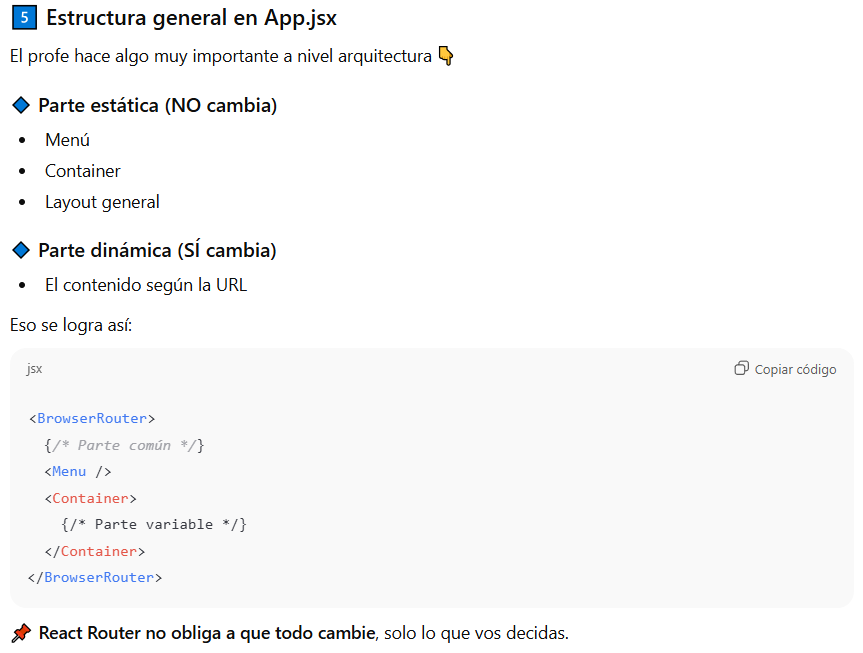 5 Estructura general en App.jsx
El profe hace algo muy importante a nivel arquitectura 👇
🔷 Parte estática (NO cambia)
• Menú
• Container
• Layout general
🔷 Parte dinámica (SÍ cambia)
• El contenido según la URL
Eso se logra así:
jsx
Copiar código
<BrowserRouter>
{/* Parte común */}
<Menu />
<Container>
{/* Parte variable */}
</Container>
</BrowserRouter>
📌 React Router no obliga a que todo cambie, solo lo que vos decidas.